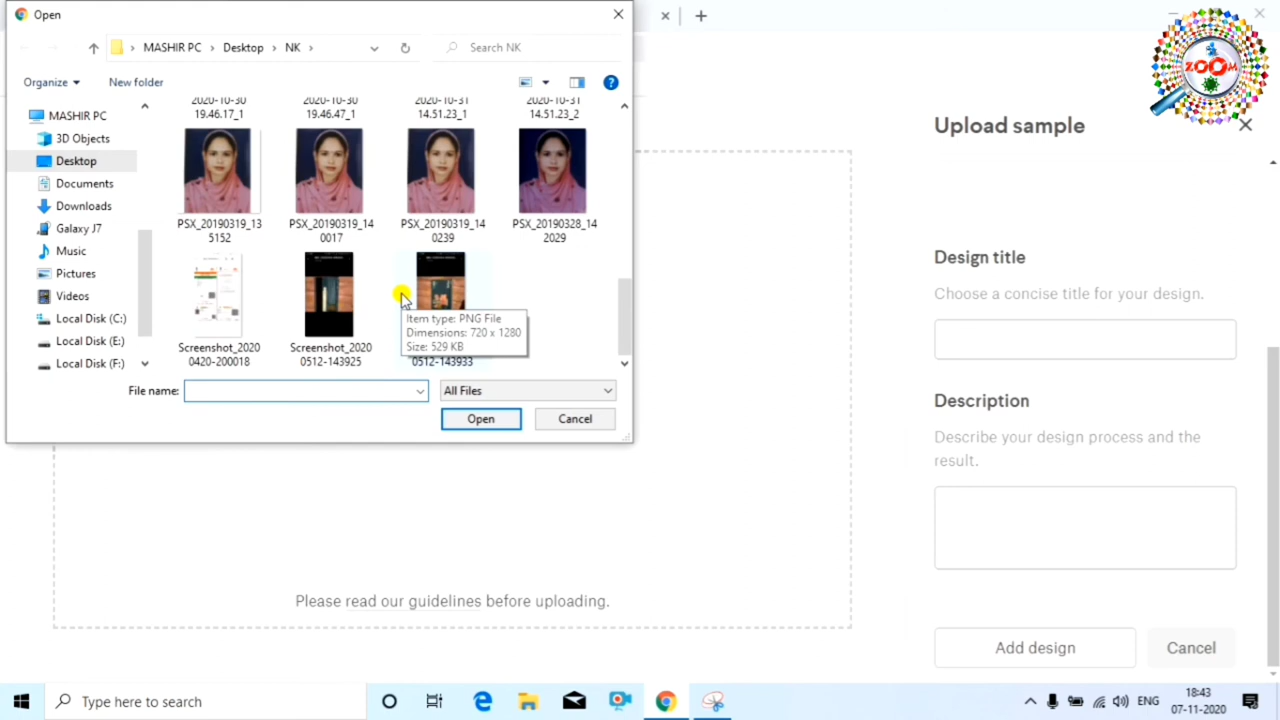 Open
MASHIR PC
Desktop
NK
Search NK
Organize
New folder
MASHIR PC
3D Objects
Desktop
Documents
Downloads
Galaxy J7
Music
Pictures
Videos
Local Disk (C:)
Local Disk (E:)
Local Disk (F:)
2020-10-30
19.46.17_1
2020-10-30
19.46.47_1
2020-10-31
14.51.23_1
2020-10-31
14.51.23_2
PSX_20190319_13
5152
PSX_20190319_14
0017
PSX_20190319_14
0239
PSX_20190328_14
2029
Screenshot_2020
0420-200018
Screenshot_2020
0512-143925
0512-143933
Item type: PNG File
Dimensions: 720 x 1280
Size: 529 KB
File name:
All Files
Open
Cancel
Please read our guidelines before uploading.
ZOOM
Upload sample
Design title
Choose a concise title for your design.
Description
Describe your design process and the
result.
Add design
Cancel
Type here to search
ENG
18:43
07-11-2020